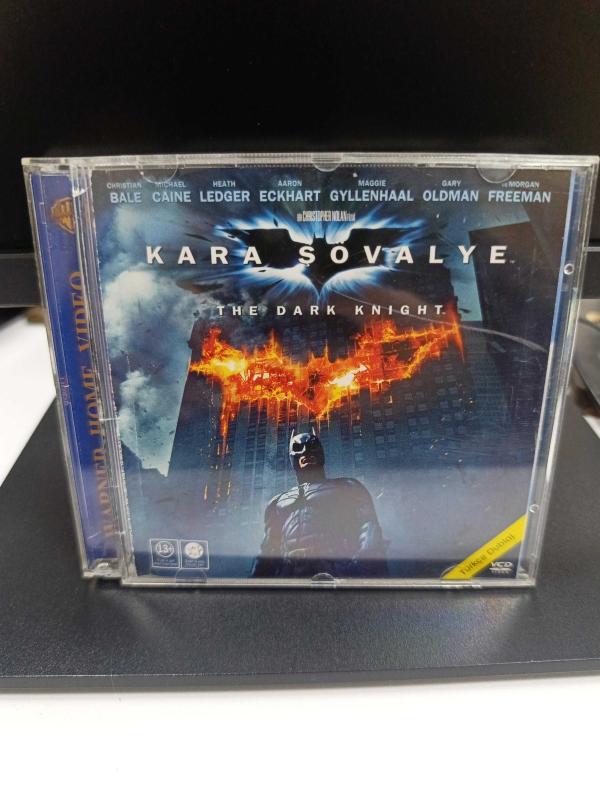 CHRISTIAN BALE MICHAEL CAINE HEATH LEDGER AARON ECKHART MAGGIE GYLLENHAAL GARY OLDMAN VE MORGAN FREEMAN
CHRISTOPHER NOLAN
KARA ŞÖVALYE
THE DARK KNIGHT
WARNER HOME VIDEO
13+
Türkçe Dublaj
VCD